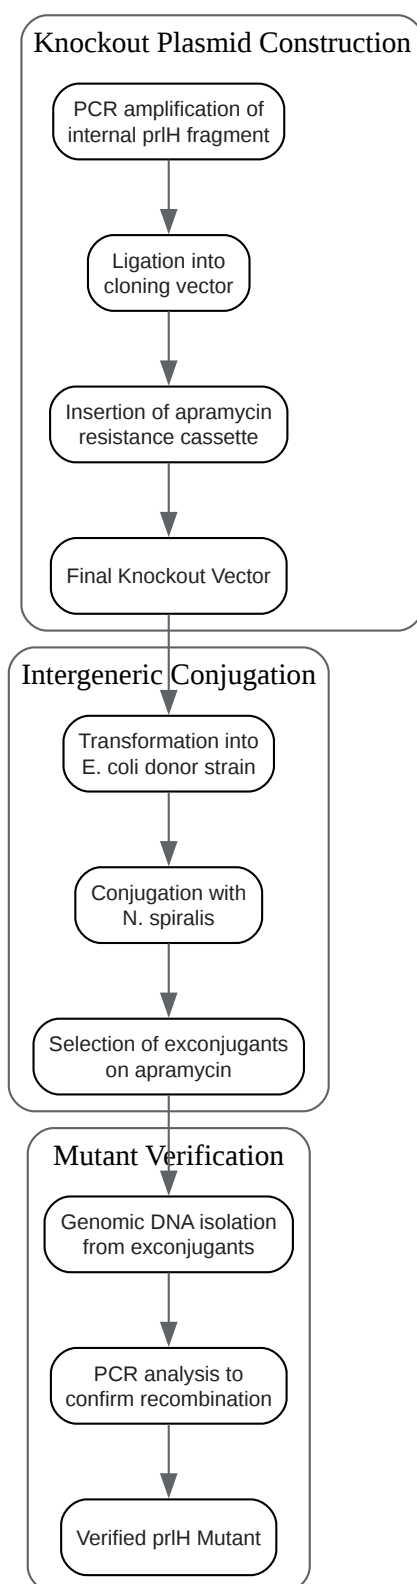 Knockout Plasmid Construction
PCR amplification of
internal prlH fragment
Ligation into
cloning vector
Insertion of apramycin
resistance cassette
Final Knockout Vector
Intergeneric Conjugation
Transformation into
E. coli donor strain
Conjugation with
N. spiralis
Selection of exconjugants
on apramycin
Mutant Verification
Genomic DNA isolation
from exconjugants
PCR analysis to
confirm recombination
Verified prlH Mutant